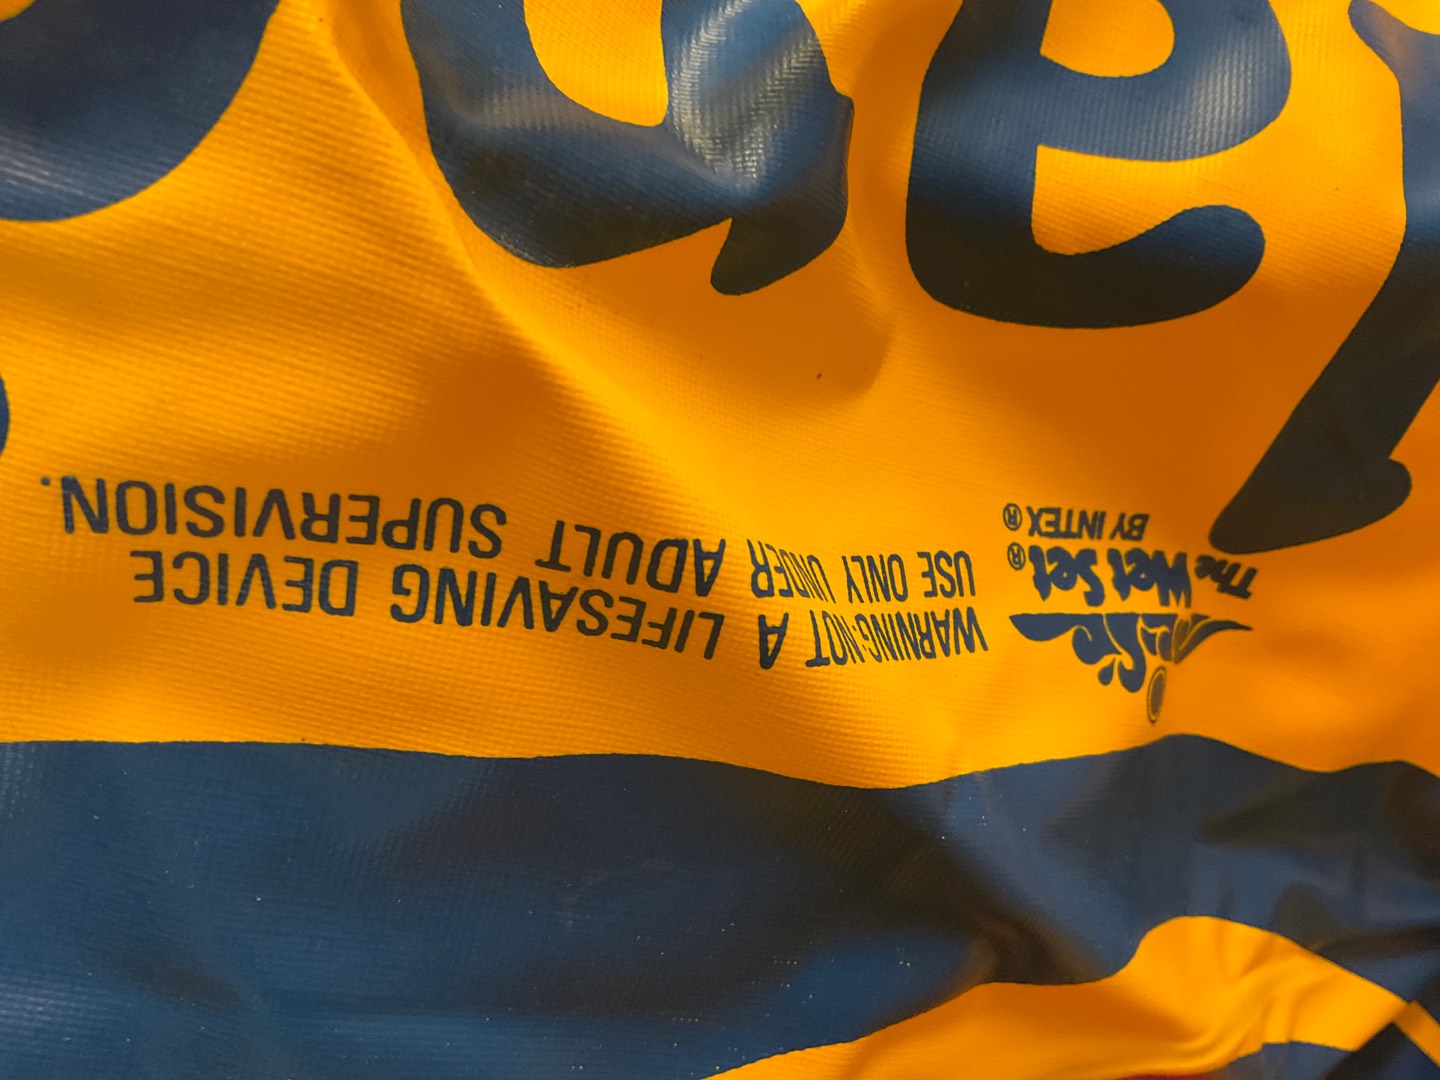 The Wet Set®
BY INTEX®
WARNING:NOT A LIFESAVING DEVICE
USE ONLY UNDER ADULT SUPERVISION.